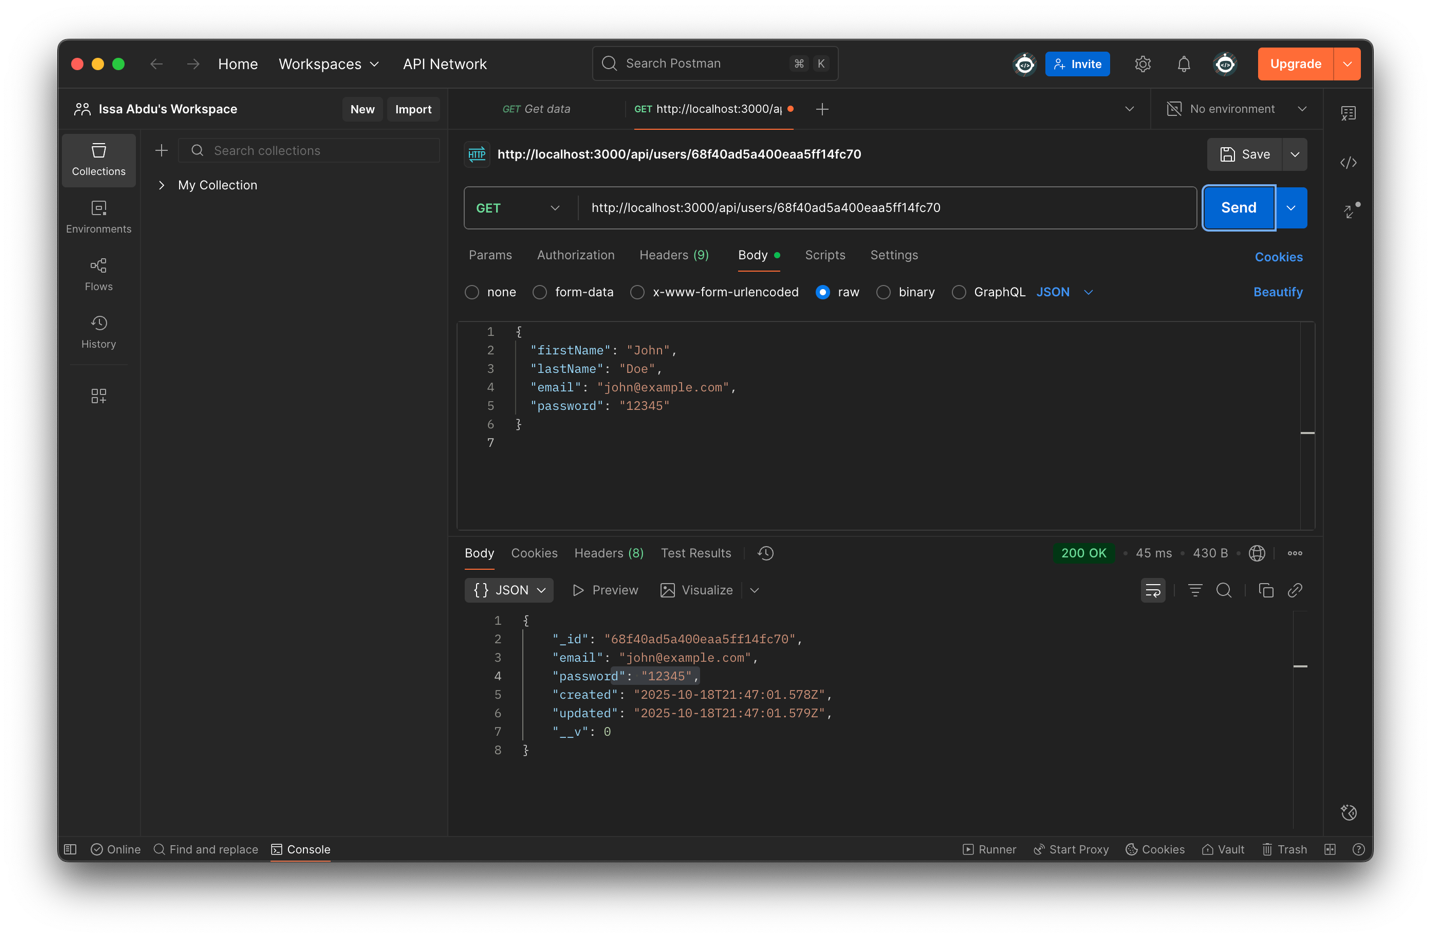 Home Workspaces API Network Search Postman ⌘ K Invite Upgrade
Issa Abdu's Workspace New Import GET Get data GET http://localhost:3000/a No environment
Collections
Search collections
My Collection
Environments
Flows
History
HTTP http://localhost:3000/api/users/68f40ad5a400eaa5ff14fc70 Save
GET http://localhost:3000/api/users/68f40ad5a400eaa5ff14fc70 Send
Params Authorization Headers (9) Body Scripts Settings Cookies
none form-data x-www-form-urlencoded raw binary GraphQL JSON Beautify
1 {
2 "firstName": "John",
3 "lastName": "Doe",
4 "email": "john@example.com",
5 "password": "12345"
6 }
7
Body Cookies Headers (8) Test Results 200 OK • 45 ms • 430 B •
{} JSON Preview Visualize
1 {
2 "_id": "68f40ad5a400eaa5ff14fc70",
3 "email": "john@example.com",
4 "password": "12345",
5 "created": "2025-10-18T21:47:01.578Z",
6 "updated": "2025-10-18T21:47:01.579Z",
7 "__v": 0
8 }
Online Find and replace Console Runner Start Proxy Cookies Vault Trash